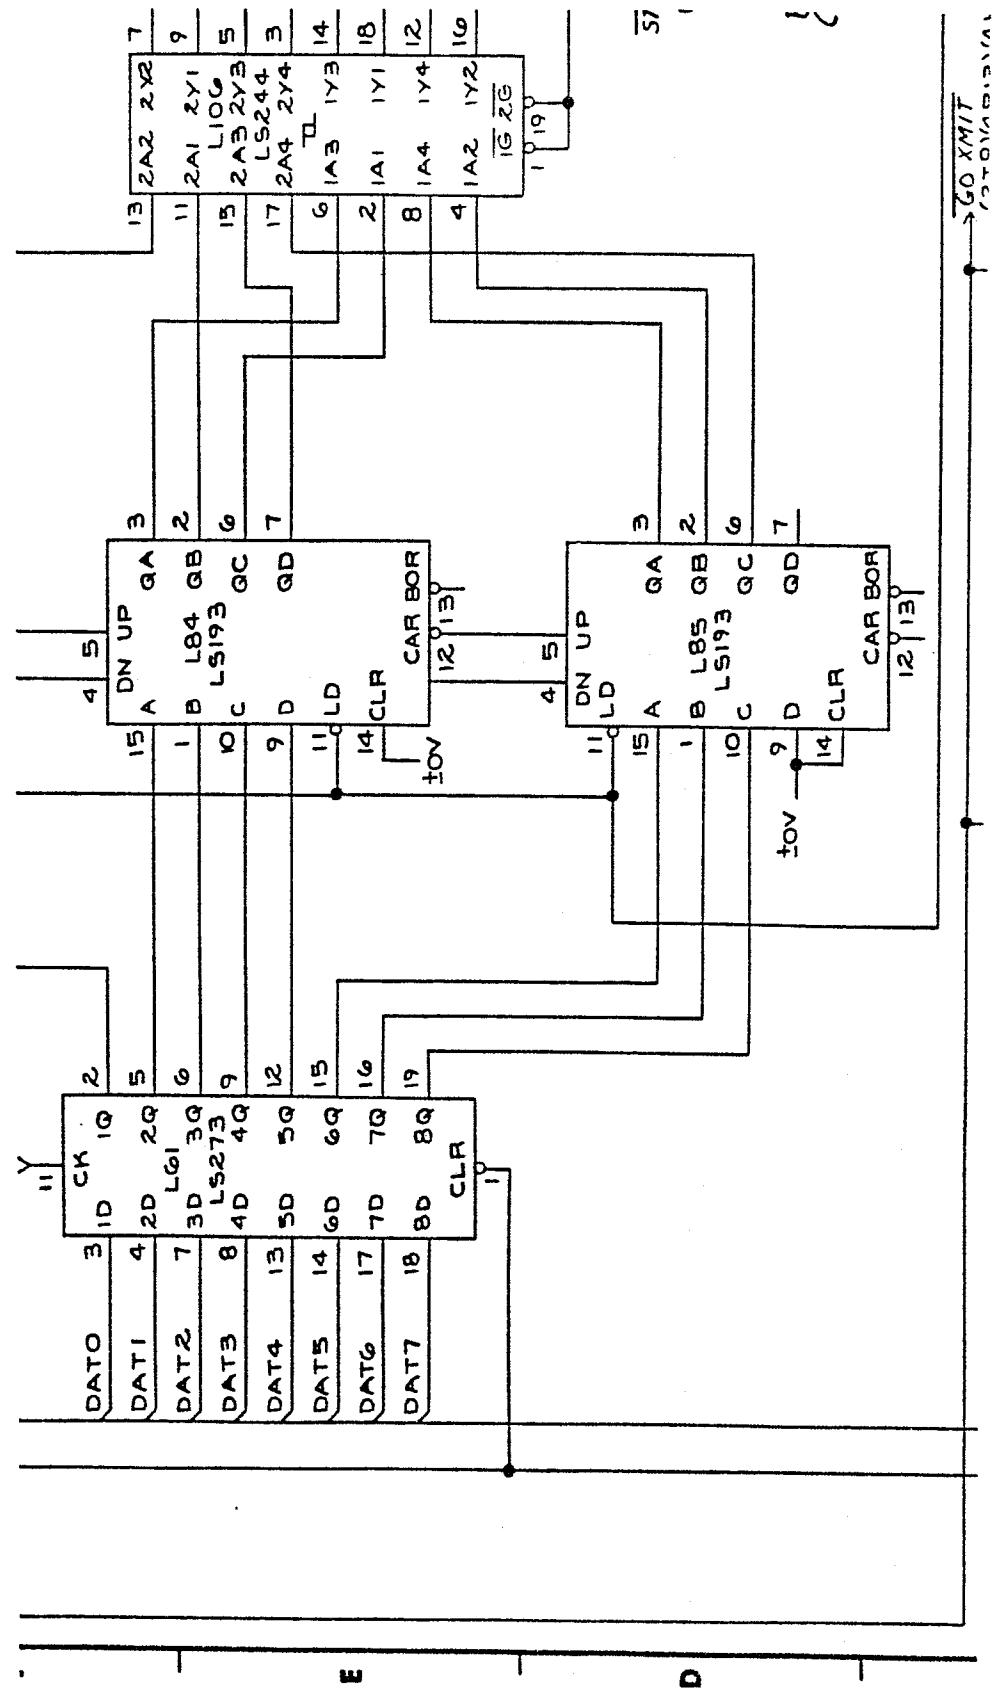 7 9 5 3 14 18 12 16
2Y2 2Y1 2Y3 2Y4 1Y3 1Y1 1Y4 1Y2
L106
LS244
2A2 2A1 2A3 2A4 1A3 1A1 1A4 1A2
1G 2G
1 19
13 11 15 17 6 2 8 4
GO XMIT
3 2 6 7
QA QB QC QD
5 UP
4 DN
L84
LS193
CAR BOR
12 13
A B C D LD CLR
15 1 10 9 11 14
±0V
3 2 6 7
QA QB QC QD
5 UP
4 DN
L85
LS193
CAR BOR
12 13
LD A B C D CLR
11 15 1 10 9 14
±0V
2 5 6 9 12 15 16 19
1Q 2Q 3Q 4Q 5Q 6Q 7Q 8Q
11 CK
L61
LS273
CLR 1
1D 2D 3D 4D 5D 6D 7D 8D
3 4 7 8 13 14 17 18
DAT0
DAT1
DAT2
DAT3
DAT4
DAT5
DAT6
DAT7
E
D